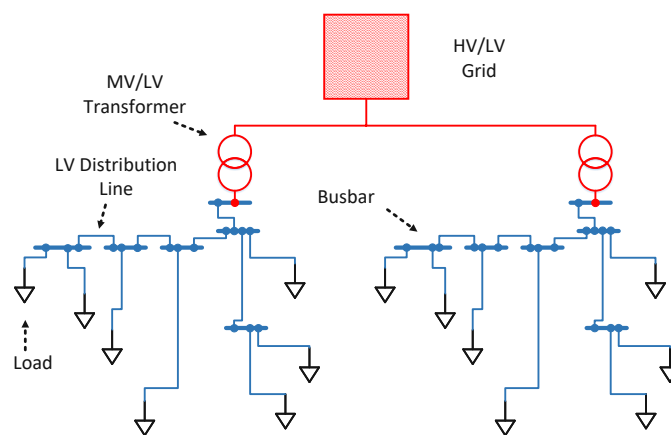 HV/LV
Grid
MV/LV
Transformer
LV Distribution
Line
Busbar
Load